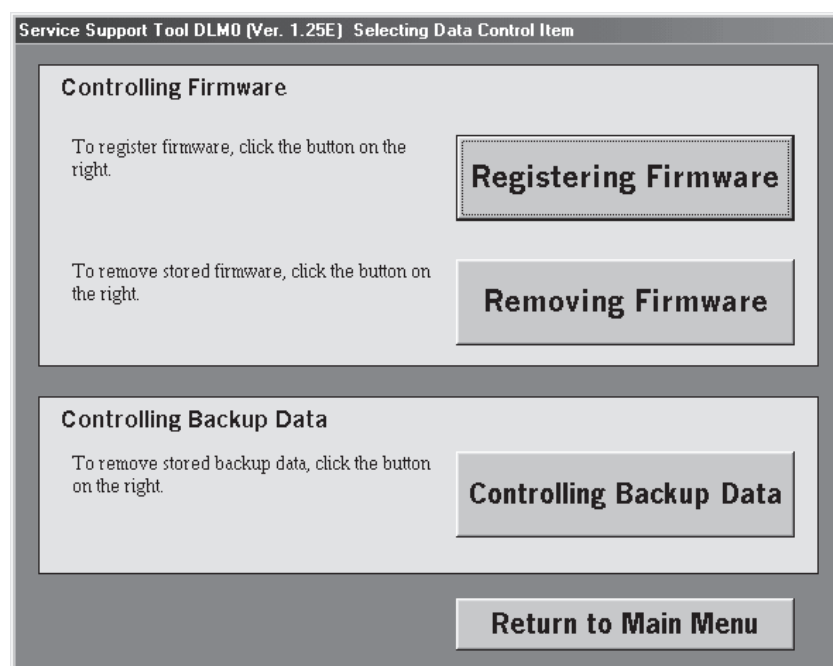 Service Support Tool DLM0 (Ver. 1.25E)  Selecting Data Control Item
Controlling Firmware
To register firmware, click the button on the
right.
Registering Firmware
To remove stored firmware, click the button on
the right.
Removing Firmware
Controlling Backup Data
To remove stored backup data, click the button
on the right.
Controlling Backup Data
Return to Main Menu